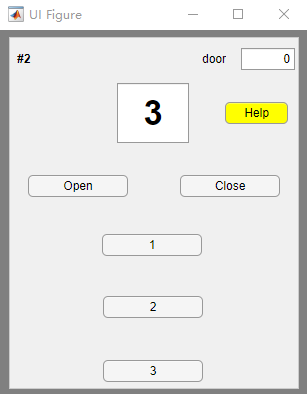 UI Figure
#2 door 0
3
Help
Open Close
1
2
3